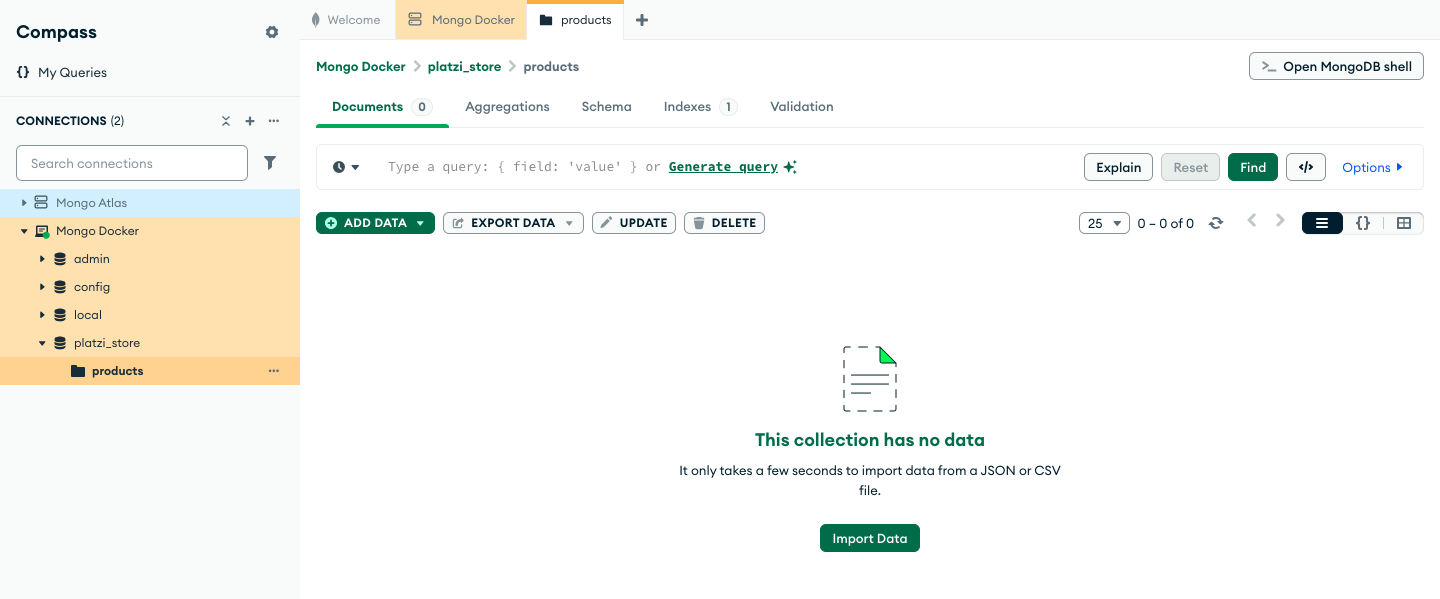 Compass
{} My Queries
CONNECTIONS (2)
Search connections
Mongo Atlas
Mongo Docker
admin
config
local
platzi_store
products
Welcome
Mongo Docker
products
Mongo Docker > platzi_store > products
>_ Open MongoDB shell
Documents 0 Aggregations Schema Indexes 1 Validation
Type a query: { field: 'value' } or Generate query
Explain Reset Find </> Options
ADD DATA EXPORT DATA UPDATE DELETE
25 0 – 0 of 0 {}
This collection has no data
It only takes a few seconds to import data from a JSON or CSV
file.
Import Data